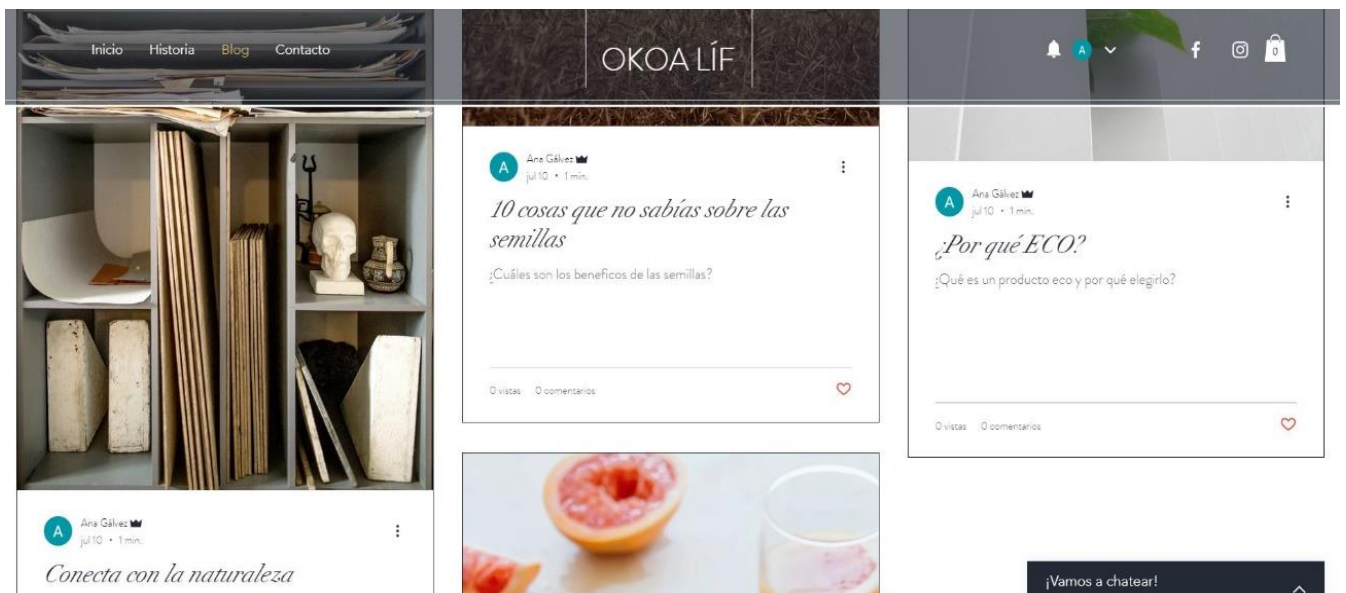 Inicio Historia Blog Contacto
OKOA LÍF
A
0
Ana Gálvez
jul 10 • 1 min.
10 cosas que no sabías sobre las
semillas
¿Cuáles son los beneficos de las semillas?
0 vistas 0 comentarios
A
Ana Gálvez
jul 10 • 1 min.
¿Por qué ECO?
¿Qué es un producto eco y por qué elegirlo?
0 vistas 0 comentarios
A
Ana Gálvez
jul 10 • 1 min.
Conecta con la naturaleza
A
¡Vamos a chatear!